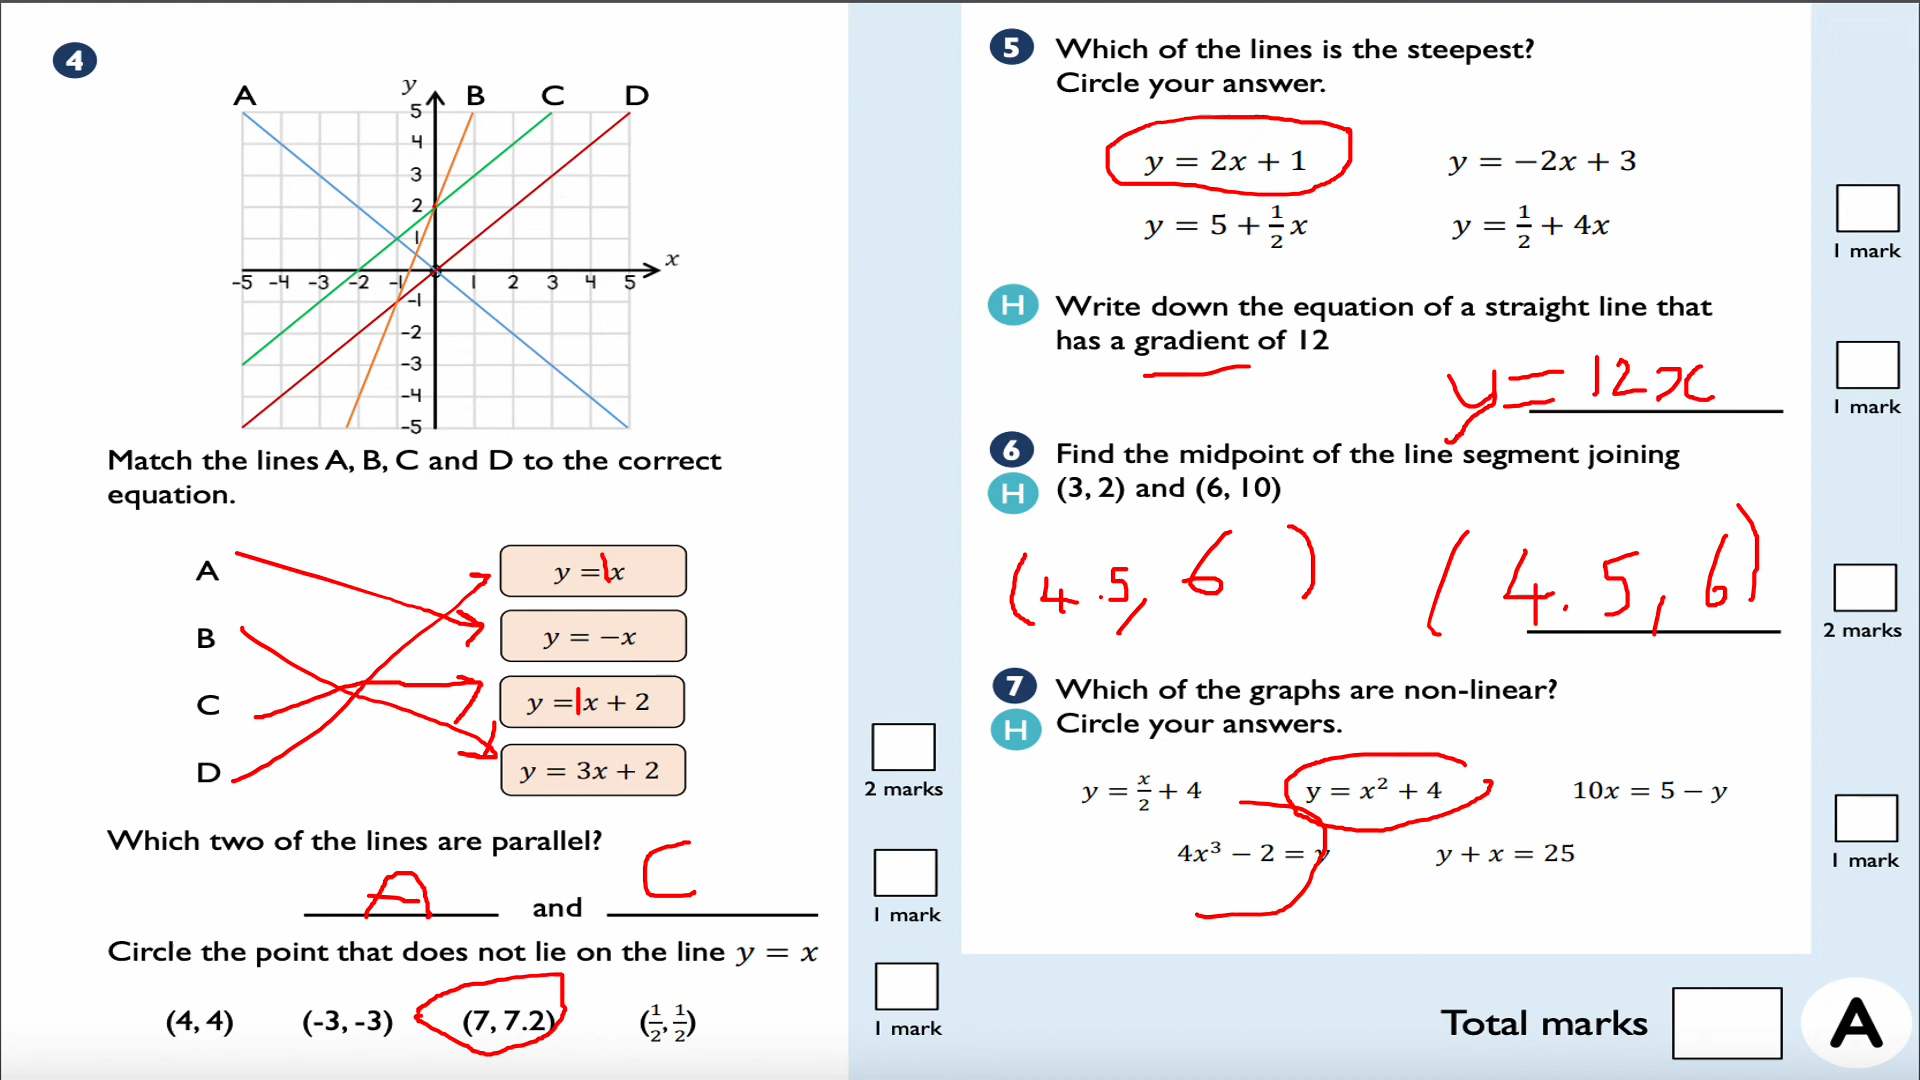 4
A
y
B
C
D
5
4
3
2
1
x
-5 -4 -3 -2 -1 1 2 3 4 5
-1
-2
-3
-4
-5
Match the lines A, B, C and D to the correct
equation.
A
y = 1x
B
y = −x
C
y = 1x + 2
D
y = 3x + 2
2 marks
Which two of the lines are parallel?
A and C
1 mark
Circle the point that does not lie on the line y = x
(4, 4) (-3, -3) (7, 7.2) (1/2, 1/2)
1 mark
5 Which of the lines is the steepest?
Circle your answer.
y = 2x + 1 y = −2x + 3
y = 5 + 1/2 x y = 1/2 + 4x
1 mark
H Write down the equation of a straight line that
has a gradient of 12
y = 12x
1 mark
6 Find the midpoint of the line segment joining
H (3, 2) and (6, 10)
(4.5, 6) (4.5, 6)
2 marks
7 Which of the graphs are non-linear?
H Circle your answers.
y = x/2 + 4 y = x² + 4 10x = 5 − y
4x³ − 2 = y y + x = 25
1 mark
Total marks
A